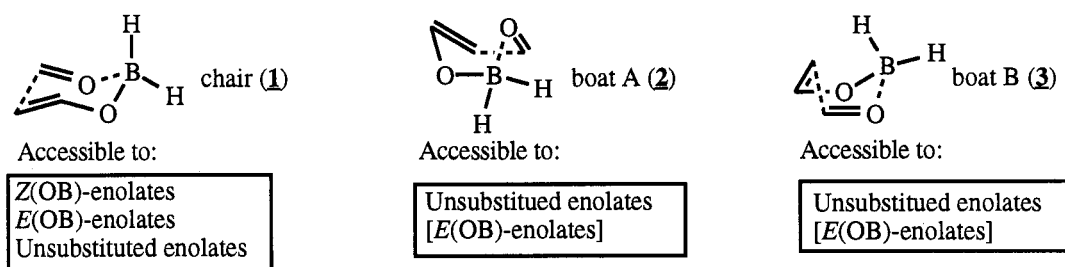 H
O
B
H
O
chair (1)
Accessible to:
Z(OB)-enolates
E(OB)-enolates
Unsubstituted enolates
O
O
B
H
H
boat A (2)
Accessible to:
Unsubstitued enolates
[E(OB)-enolates]
H
H
B
O
O
boat B (3)
Accessible to:
Unsubstitued enolates
[E(OB)-enolates]